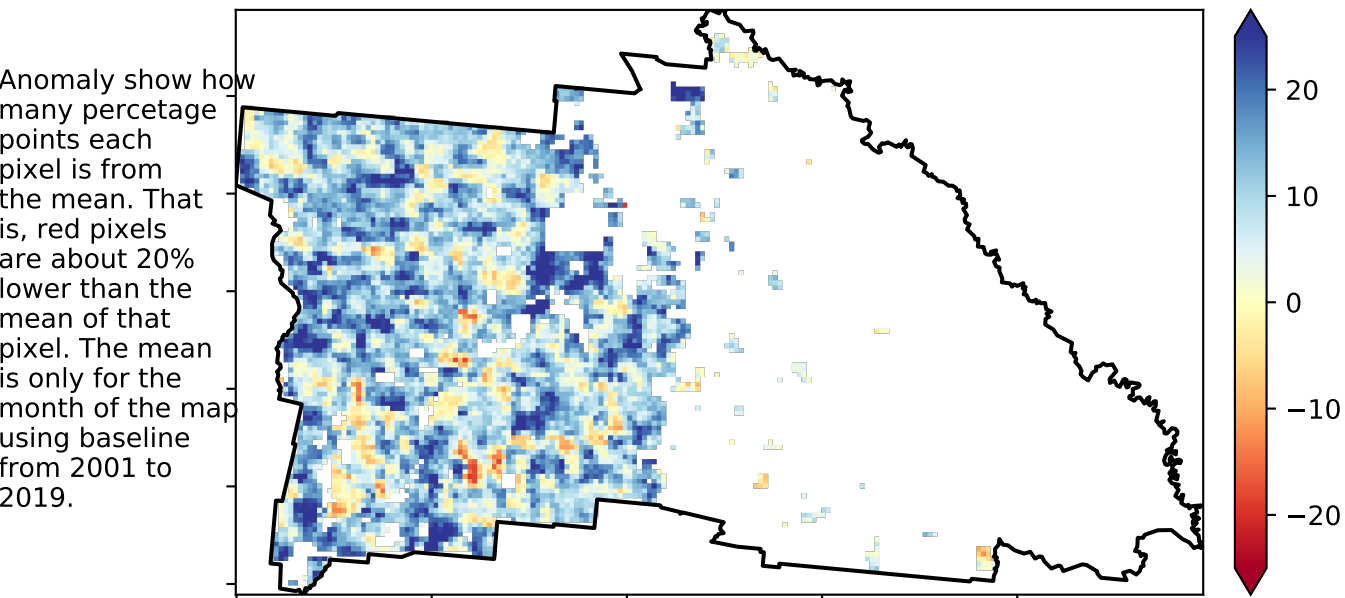 Anomaly show how
many percetage
points each
pixel is from
the mean. That
is, red pixels
are about 20%
lower than the
mean of that
pixel. The mean
is only for the
month of the map
using baseline
from 2001 to
2019.
20
10
0
−10
−20